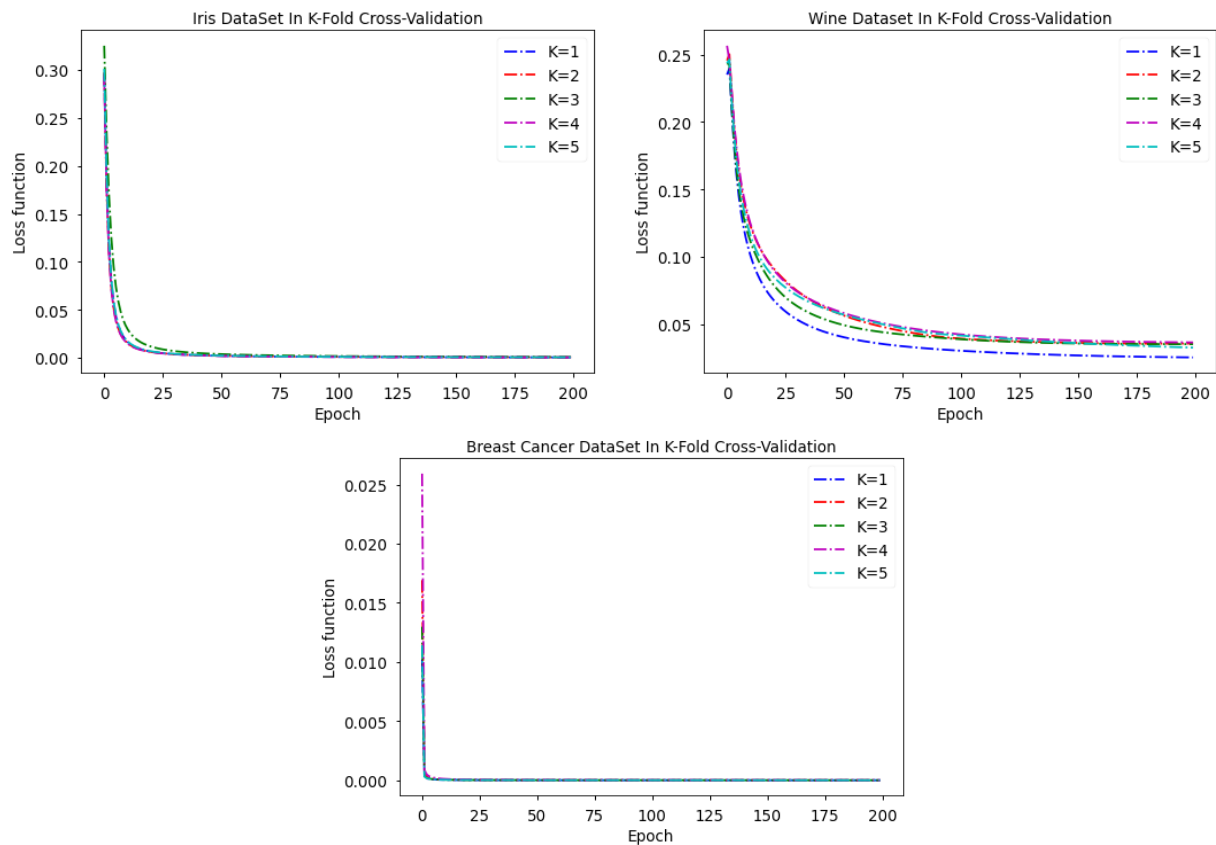 Iris DataSet In K-Fold Cross-Validation
Loss function
0.30
0.25
0.20
0.15
0.10
0.05
0.00
K=1
K=2
K=3
K=4
K=5
0 25 50 75 100 125 150 175 200
Epoch
Wine Dataset In K-Fold Cross-Validation
Loss function
0.25
0.20
0.15
0.10
0.05
K=1
K=2
K=3
K=4
K=5
0 25 50 75 100 125 150 175 200
Epoch
Breast Cancer DataSet In K-Fold Cross-Validation
Loss function
0.025
0.020
0.015
0.010
0.005
0.000
K=1
K=2
K=3
K=4
K=5
0 25 50 75 100 125 150 175 200
Epoch